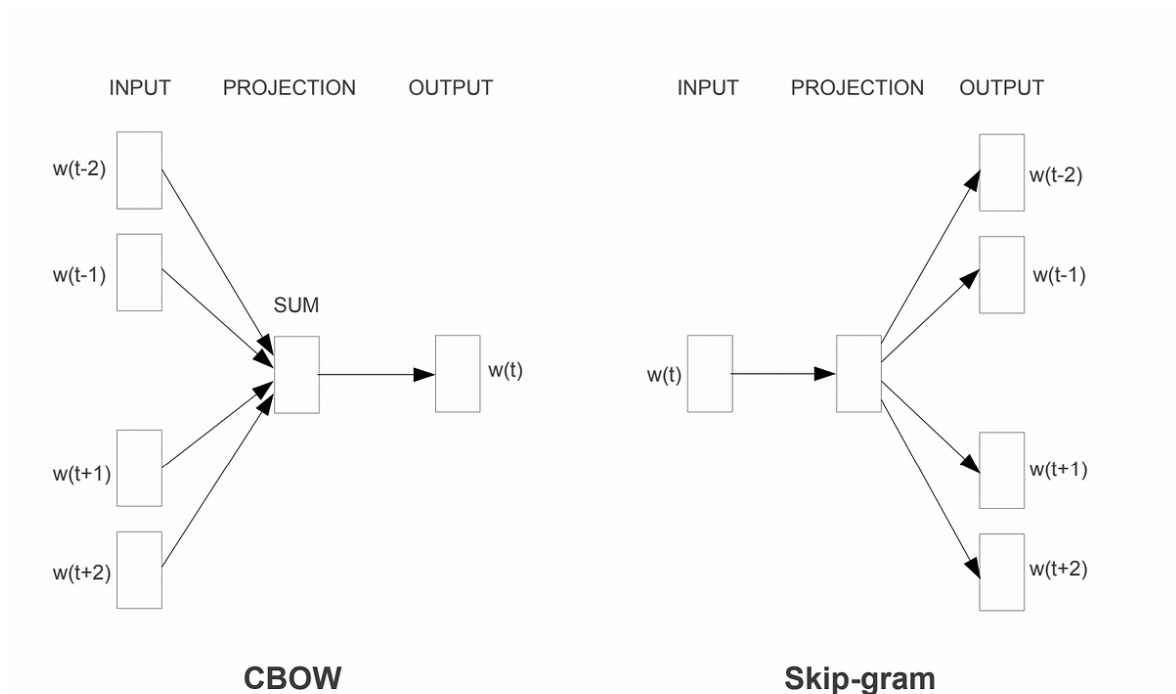 INPUT PROJECTION OUTPUT
w(t-2)
w(t-1)
SUM
w(t)
w(t+1)
w(t+2)
CBOW
INPUT PROJECTION OUTPUT
w(t-2)
w(t-1)
w(t)
w(t+1)
w(t+2)
Skip-gram